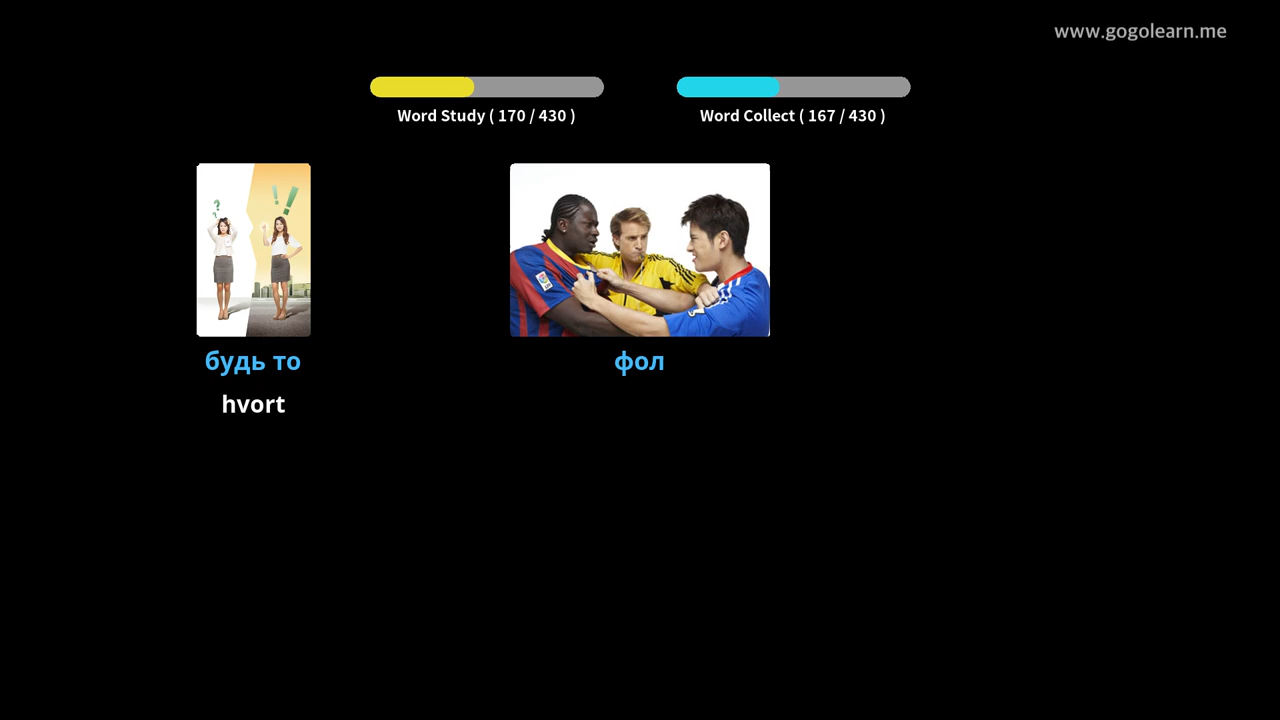 www.gogolearn.me
Word Study ( 170 / 430 )
Word Collect ( 167 / 430 )
будь то
фол
hvort